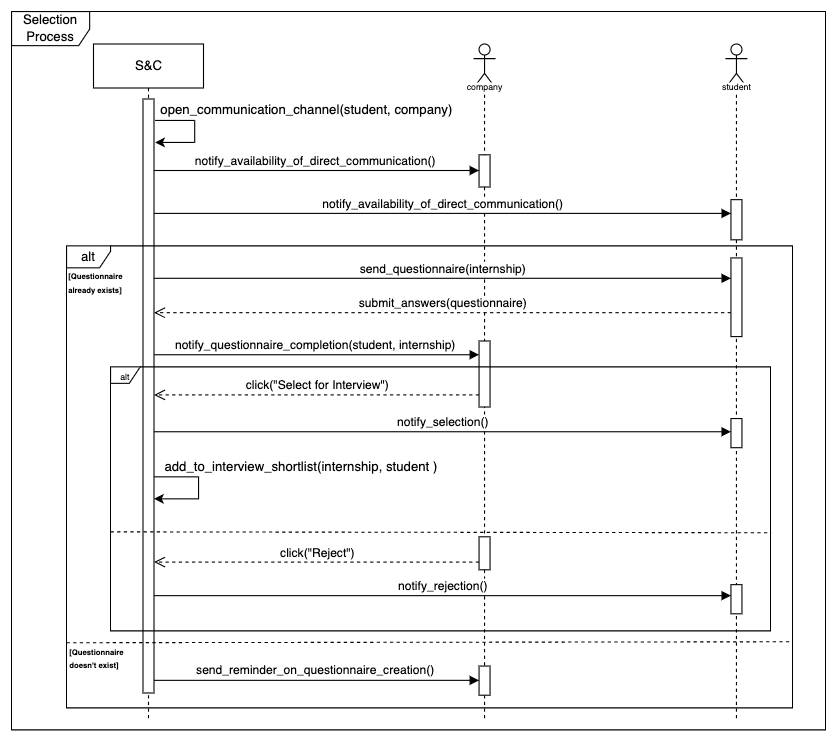 Selection
Process
S&C
company
student
open_communication_channel(student, company)
notify_availability_of_direct_communication()
notify_availability_of_direct_communication()
alt
[Questionnaire
already exists]
send_questionnaire(internship)
submit_answers(questionnaire)
notify_questionnaire_completion(student, internship)
alt
click("Select for Interview")
notify_selection()
add_to_interview_shortlist(internship, student )
click("Reject")
notify_rejection()
[Questionnaire
doesn't exist]
send_reminder_on_questionnaire_creation()